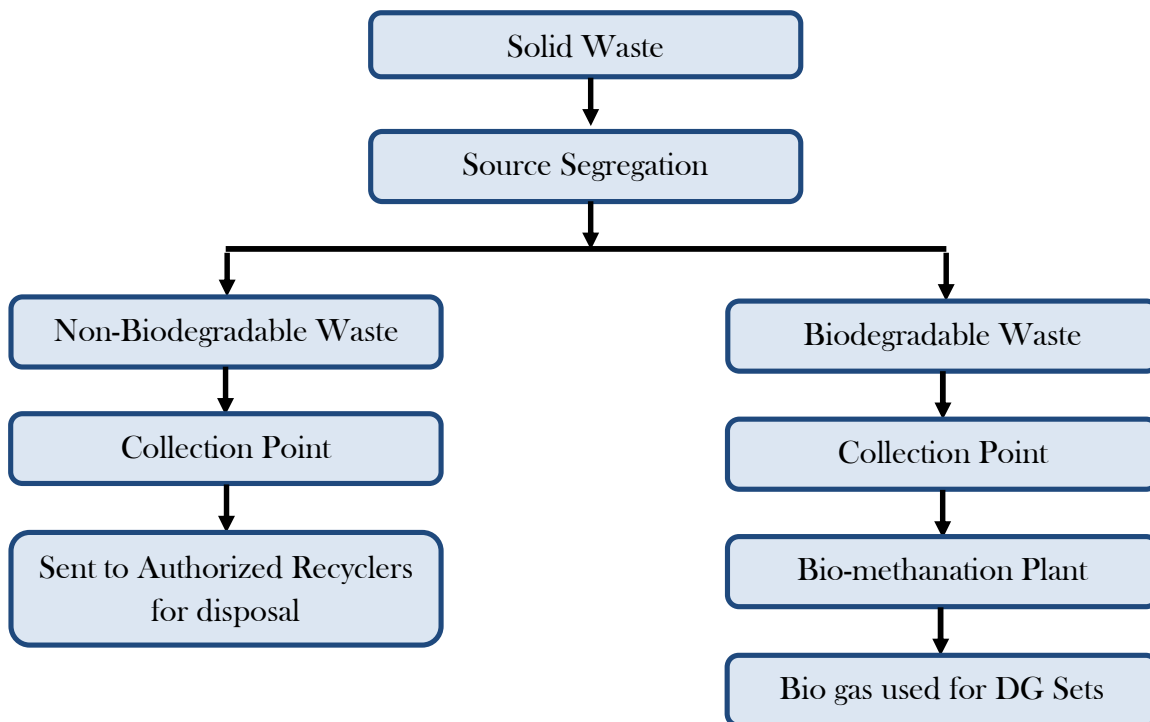 Solid Waste
Source Segregation
Non-Biodegradable Waste
Biodegradable Waste
Collection Point
Collection Point
Sent to Authorized Recyclers
for disposal
Bio-methanation Plant
Bio gas used for DG Sets